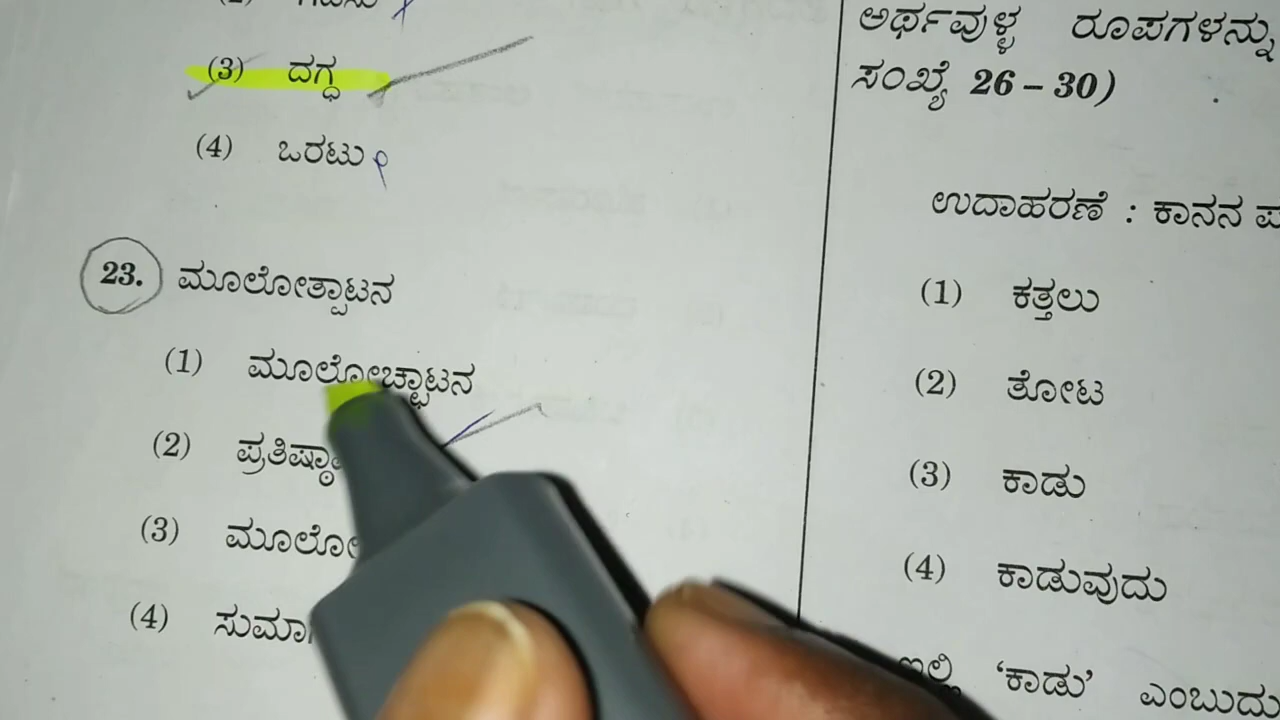 (3) ದಗ್ಧ
(4) ಒರಟು
23. ಮೂಲೋತ್ಪಾಟನ
(1) ಮೂಲೋಚ್ಛಾಟನ
(2)
(3)
(4)
ಅರ್ಥವುಳ್ಳ ರೂಪಗಳನ್ನು
ಸಂಖ್ಯೆ 26 – 30)
ಉದಾಹರಣೆ : ಕಾನನ
(1) ಕತ್ತಲು
(2) ತೋಟ
(3) ಕಾಡು
(4) ಕಾಡುವುದು
ಇಲ್ಲಿ 'ಕಾಡು' ಎಂಬುದು